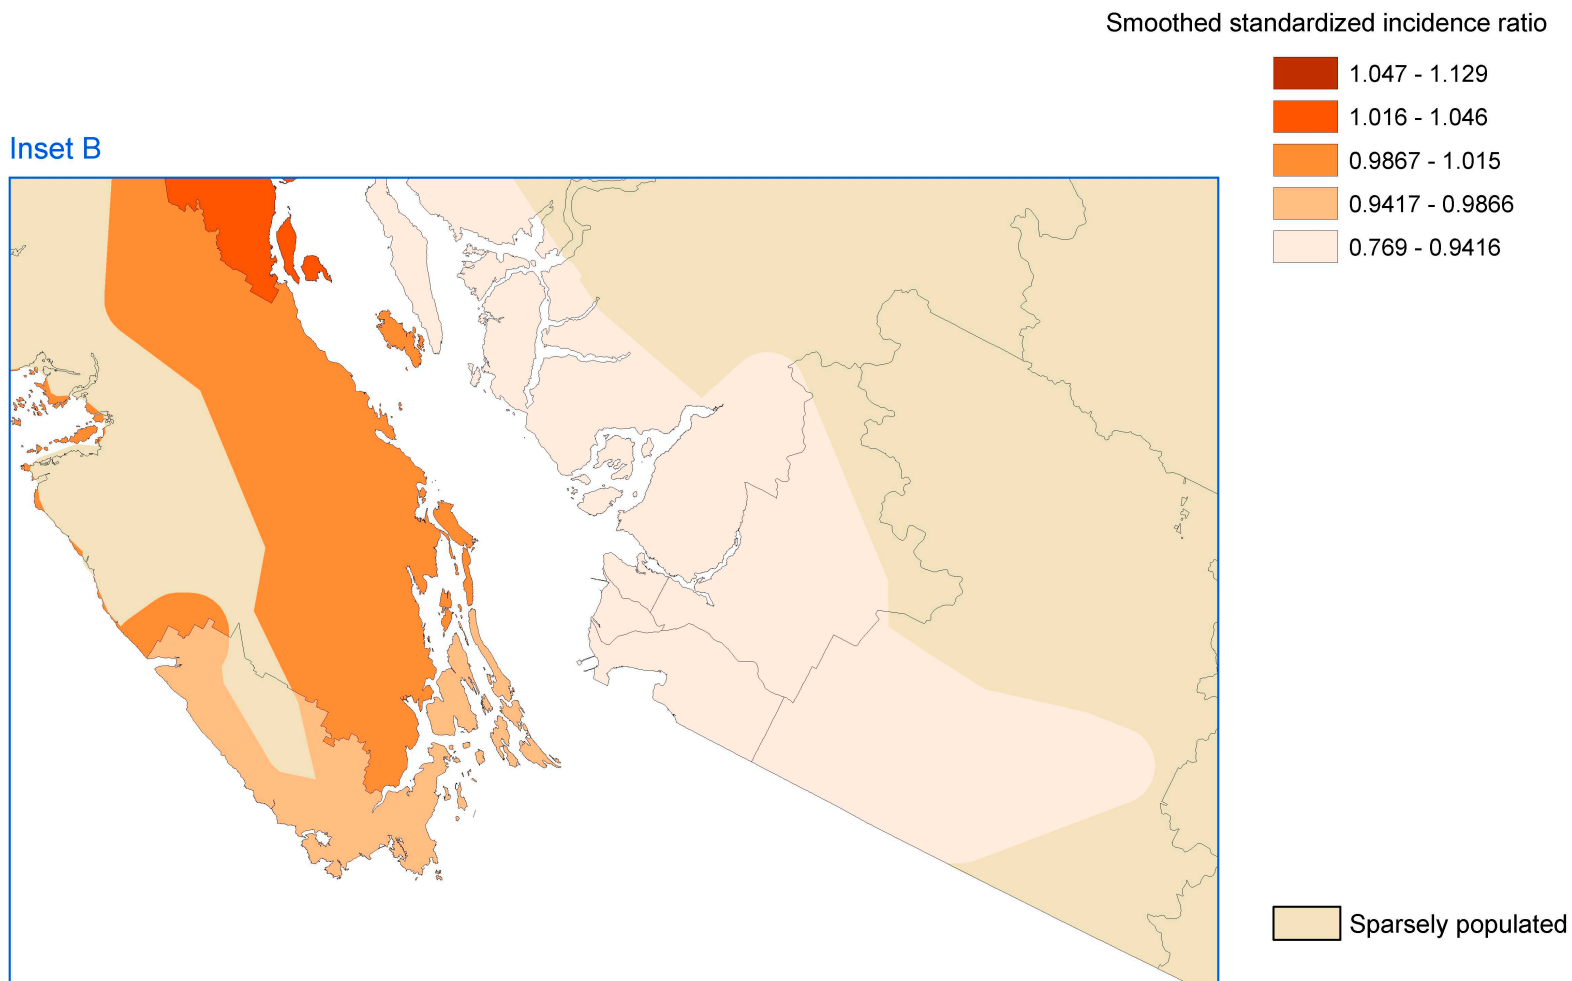 Smoothed standardized incidence ratio
1.047 - 1.129
1.016 - 1.046
0.9867 - 1.015
0.9417 - 0.9866
0.769 - 0.9416
Inset B
Sparsely populated